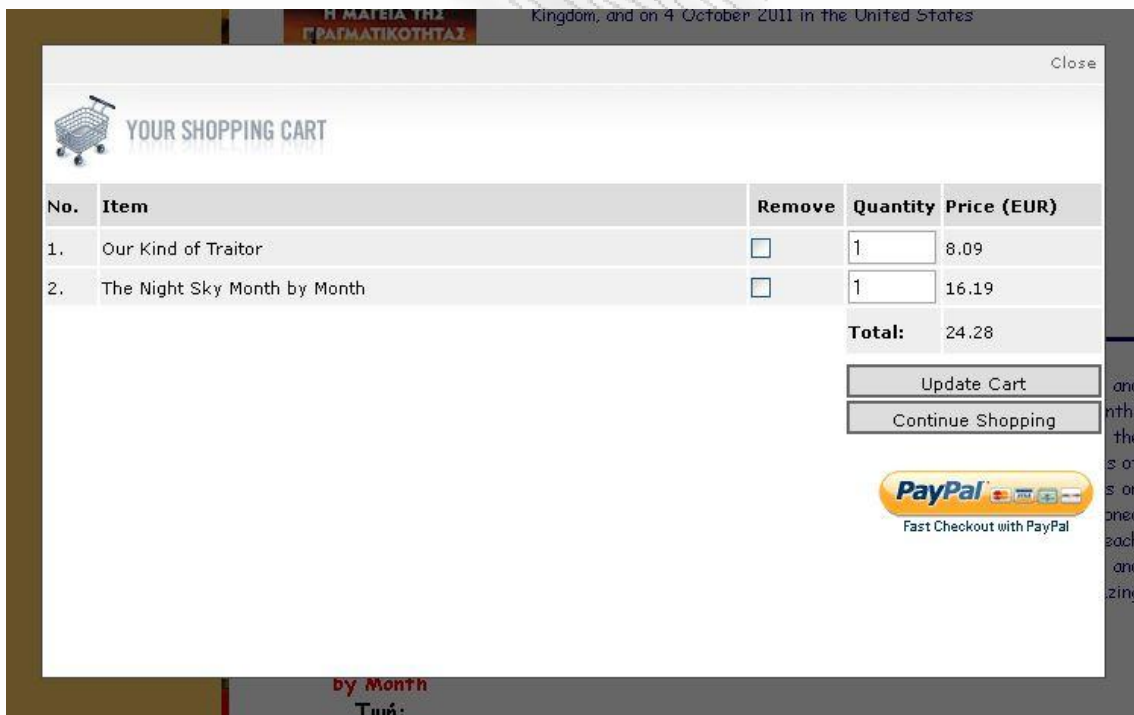 Η ΜΑΓΕΙΑ ΤΗΣ
ΠΡΑΓΜΑΤΙΚΟΤΗΤΑΣ
Kingdom, and on 4 October 2011 in the United States
Close
YOUR SHOPPING CART
No. Item Remove Quantity Price (EUR)
1. Our Kind of Traitor 1 8.09
2. The Night Sky Month by Month 1 16.19
Total: 24.28
Update Cart
Continue Shopping
PayPal
Fast Checkout with PayPal
by Month
Τιμή: